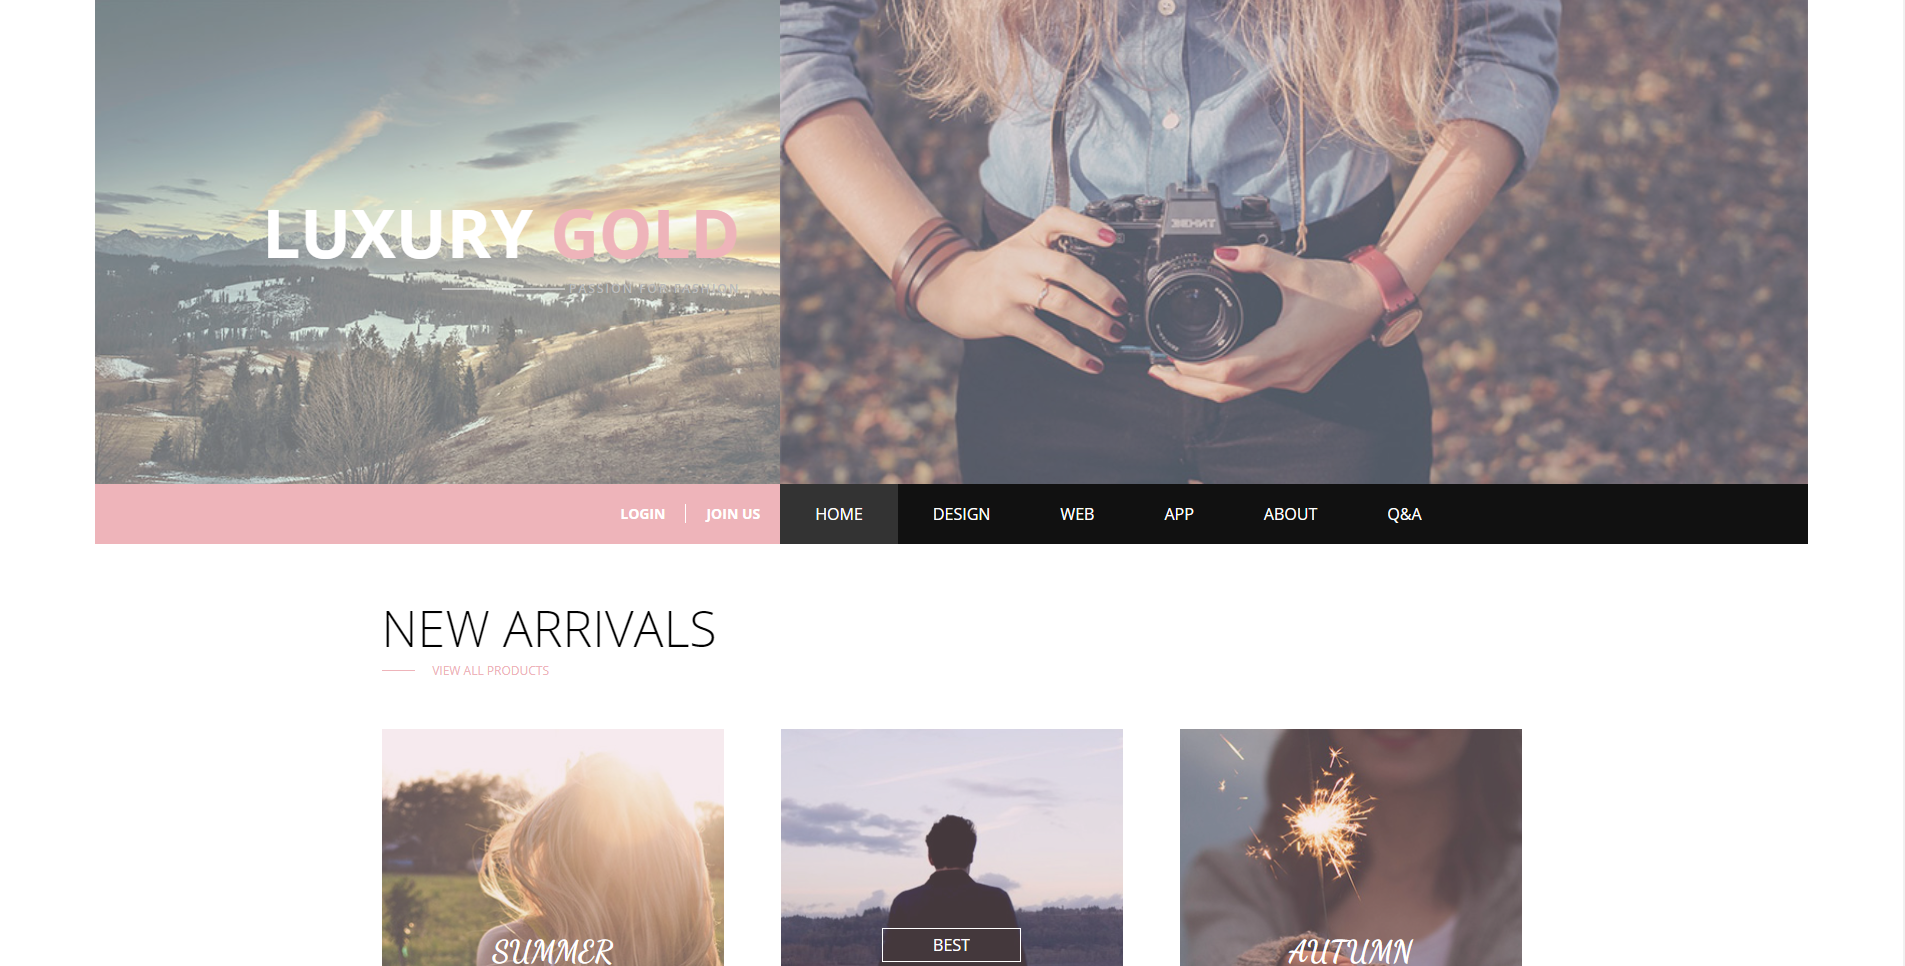 LUXURY GOLD
PASSION FOR FASHION
LOGIN
JOIN US
HOME
DESIGN
WEB
APP
ABOUT
Q&A
NEW ARRIVALS
VIEW ALL PRODUCTS
SUMMER
BEST
AUTUMN